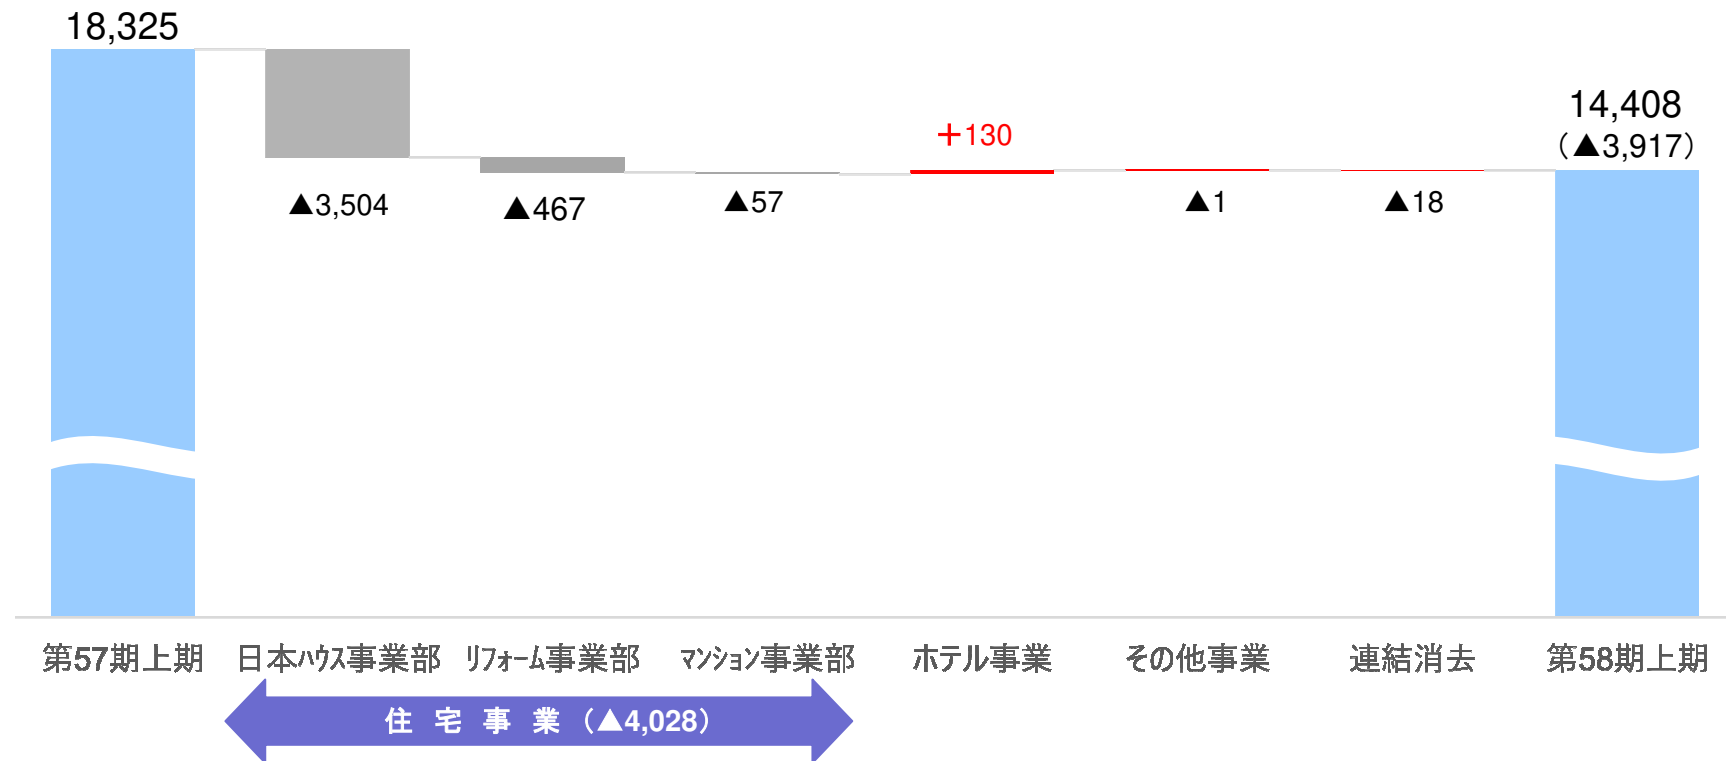 18,325
14,408
（▲3,917）
＋130
▲3,504
▲467
▲57
▲1
▲18
第57期上期
日本ﾊｳｽ事業部
ﾘﾌｫｰﾑ事業部
ﾏﾝｼｮﾝ事業部
ホテル事業
その他事業
連結消去
第58期上期
住 宅 事 業 （▲4,028）